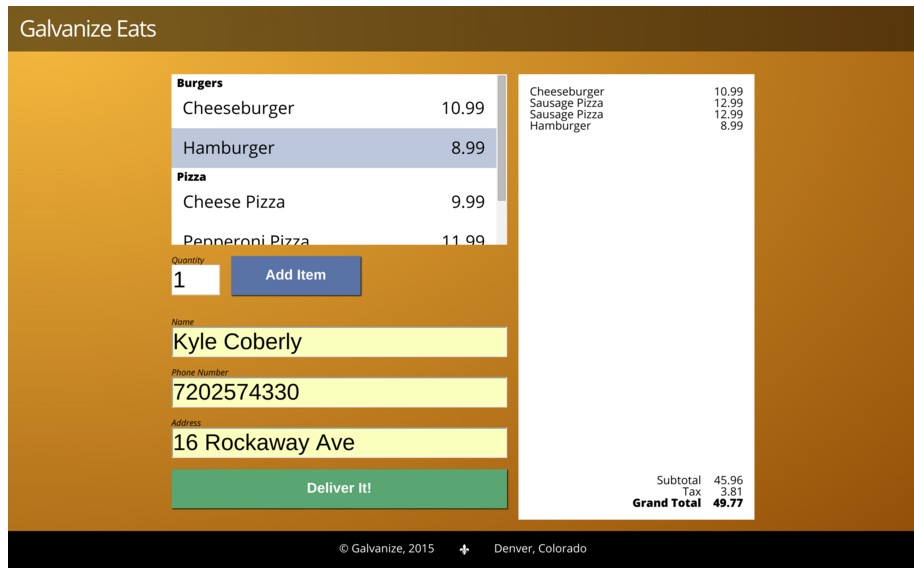 Galvanize Eats
Burgers
Cheeseburger 10.99
Hamburger 8.99
Pizza
Cheese Pizza 9.99
Pepperoni Pizza 11.99
Quantity
1 Add Item
Name
Kyle Coberly
Phone Number
7202574330
Address
16 Rockaway Ave
Deliver It!
Cheeseburger 10.99
Sausage Pizza 12.99
Sausage Pizza 12.99
Hamburger 8.99
Subtotal 45.96
Tax 3.81
Grand Total 49.77
© Galvanize, 2015 ⚜ Denver, Colorado